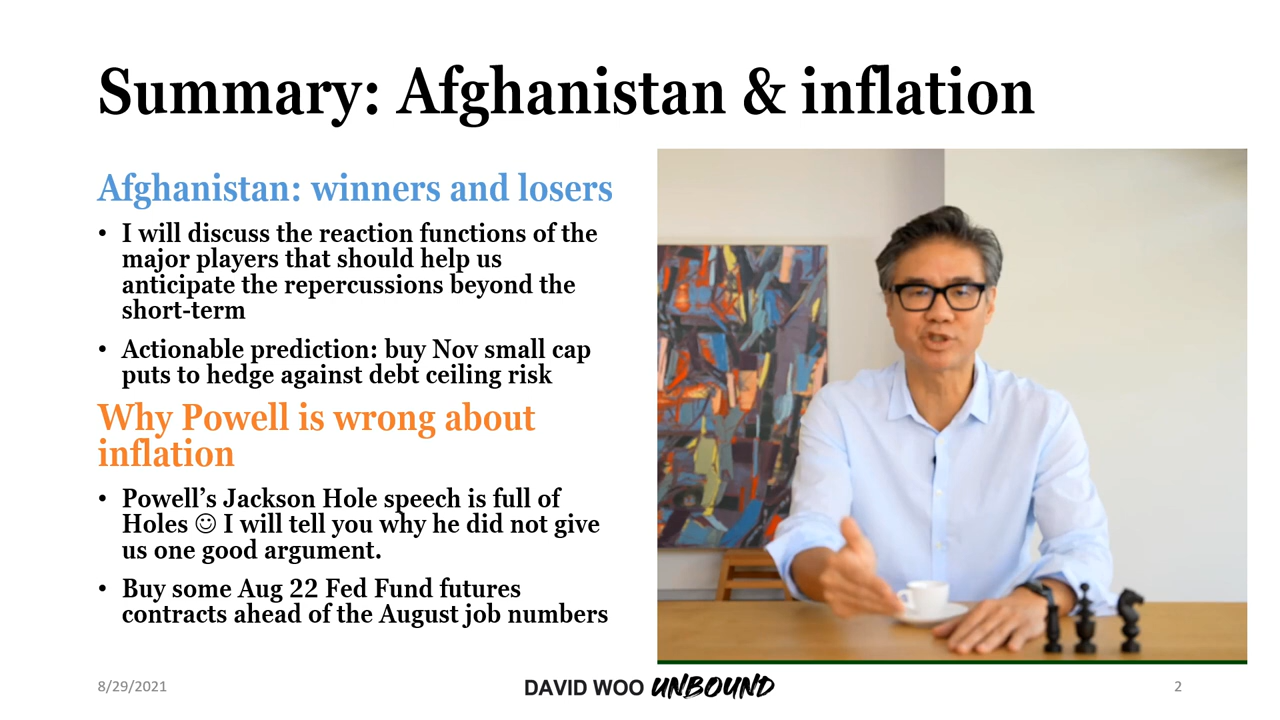 Summary: Afghanistan & inflation
Afghanistan: winners and losers
• I will discuss the reaction functions of the
major players that should help us
anticipate the repercussions beyond the
short-term
• Actionable prediction: buy Nov small cap
puts to hedge against debt ceiling risk
Why Powell is wrong about
inflation
• Powell’s Jackson Hole speech is full of
Holes ☺ I will tell you why he did not give
us one good argument.
• Buy some Aug 22 Fed Fund futures
contracts ahead of the August job numbers
8/29/2021
DAVID WOO UNBOUND
2